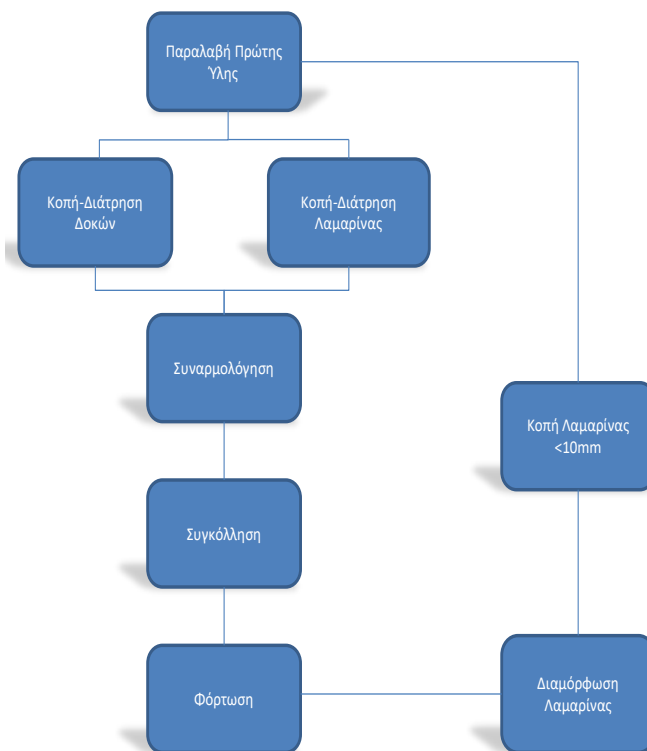 Παραλαβή Πρώτης
Ύλης
Κοπή-Διάτρηση
Δοκών
Κοπή-Διάτρηση
Λαμαρίνας
Συναρμολόγηση
Κοπή Λαμαρίνας
<10mm
Συγκόλληση
Διαμόρφωση
Λαμαρίνας
Φόρτωση